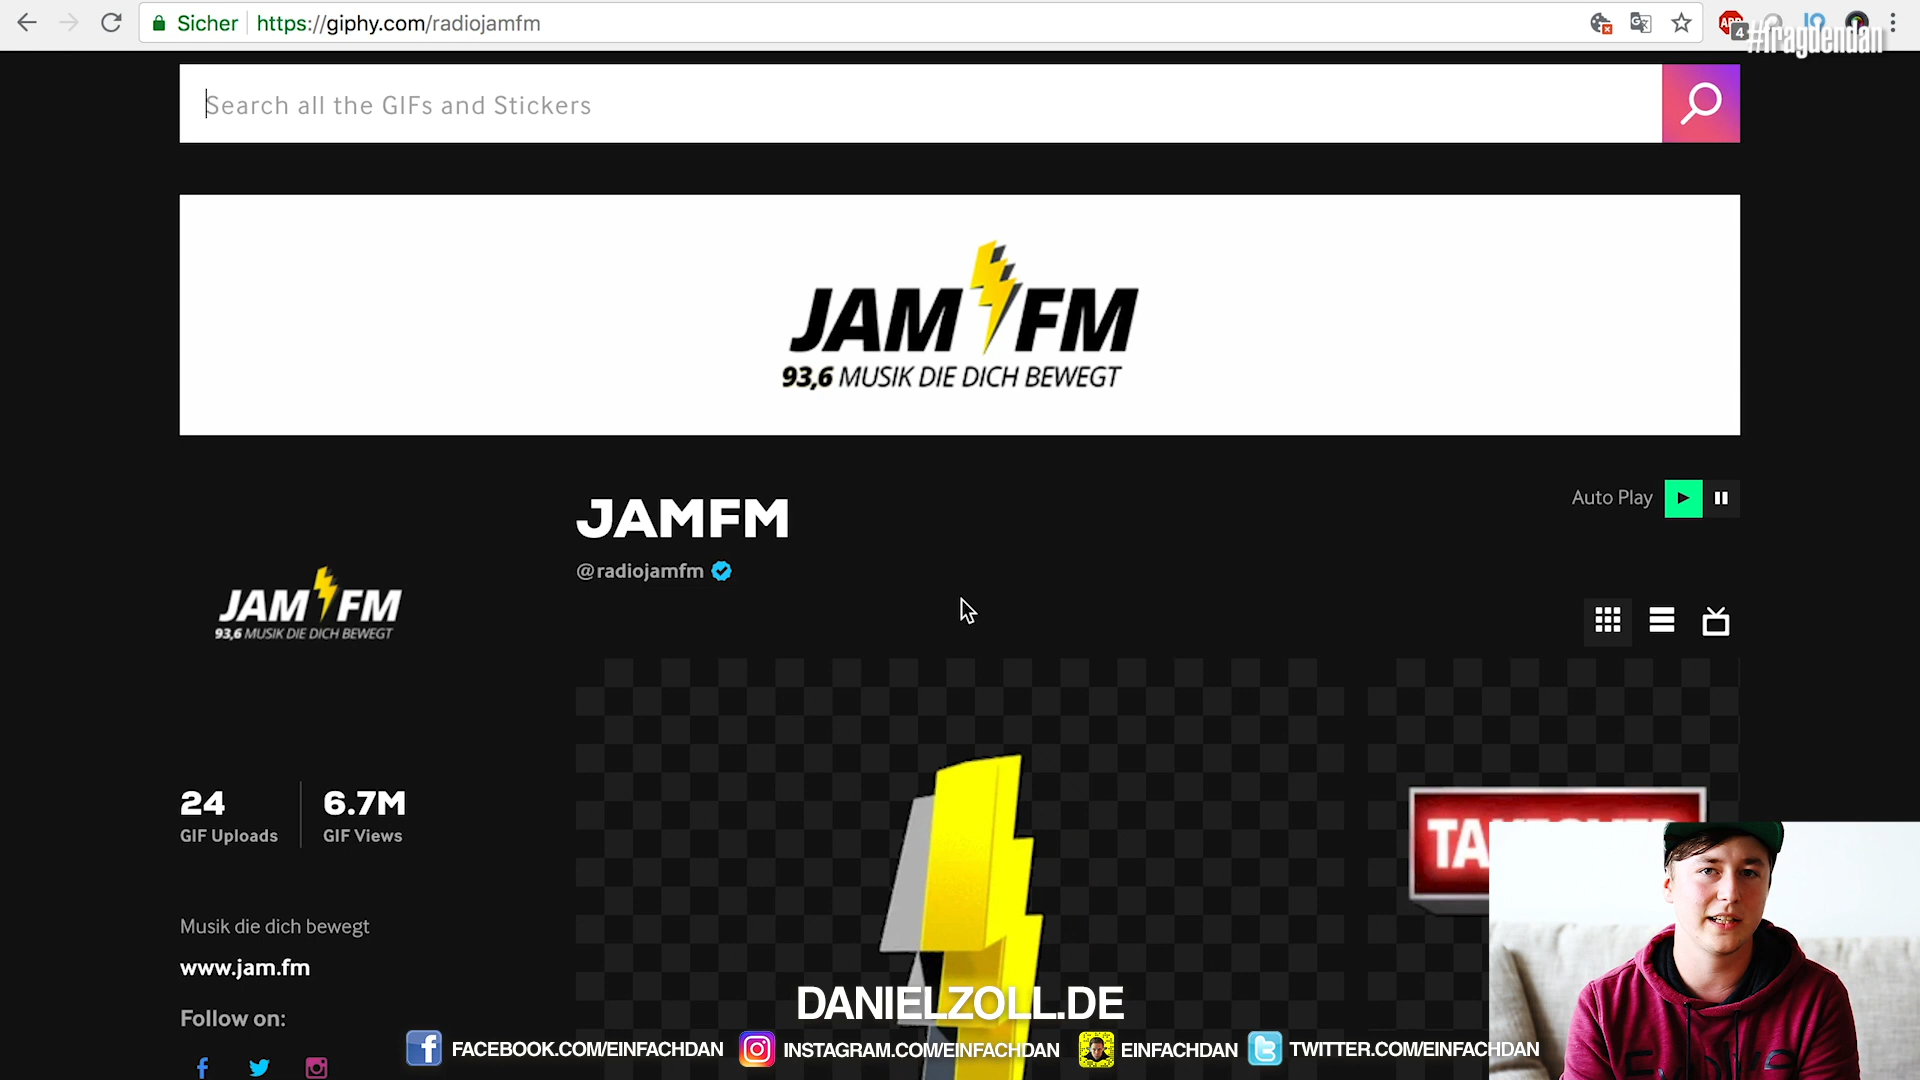 Sicher
https://giphy.com/radiojamfm
4
#fragdendan
Search all the GIFs and Stickers
JAM FM
93,6 MUSIK DIE DICH BEWEGT
JAMFM
@radiojamfm
Auto Play
JAM FM
93,6 MUSIK DIE DICH BEWEGT
24
GIF Uploads
6.7M
GIF Views
Musik die dich bewegt
www.jam.fm
Follow on:
DANIELZOLL.DE
FACEBOOK.COM/EINFACHDAN
INSTAGRAM.COM/EINFACHDAN
EINFACHDAN
TWITTER.COM/EINFACHDAN